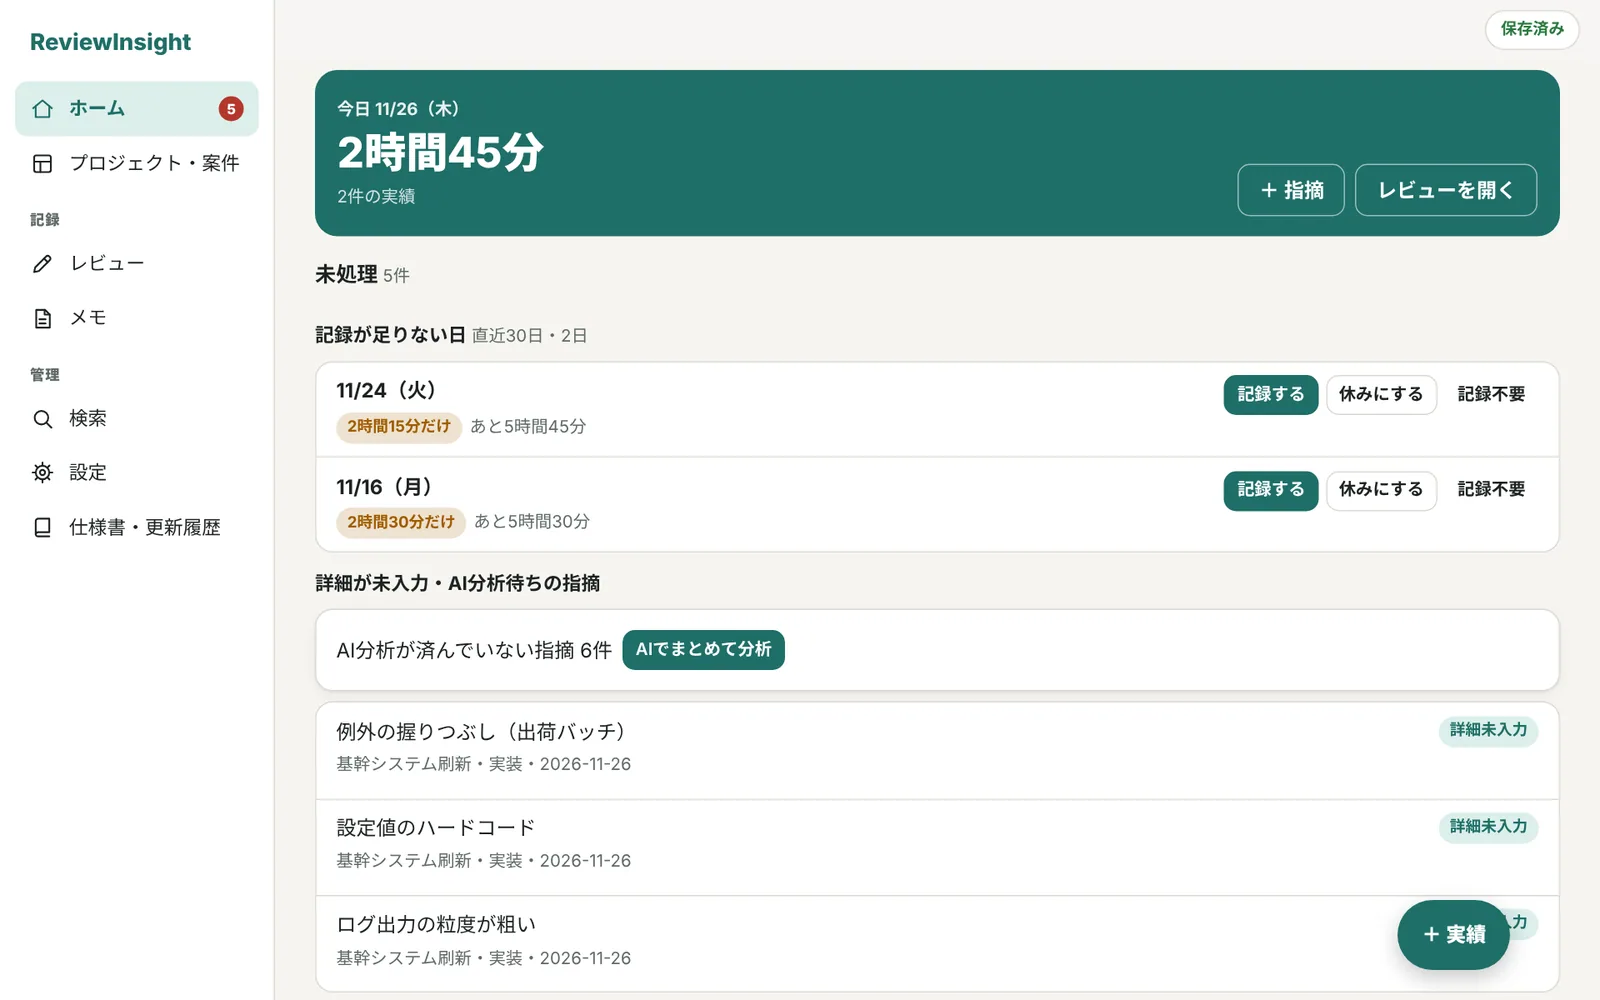 ReviewInsight
保存済み
ホーム 5
プロジェクト・案件
記録
レビュー
メモ
管理
検索
設定
仕様書・更新履歴
今日 11/26（木）
2時間45分
2件の実績
＋ 指摘
レビューを開く
未処理 5件
記録が足りない日 直近30日・2日
11/24（火）
2時間15分だけ あと5時間45分
記録する 休みにする 記録不要
11/16（月）
2時間30分だけ あと5時間30分
記録する 休みにする 記録不要
詳細が未入力・AI分析待ちの指摘
AI分析が済んでいない指摘 6件 AIでまとめて分析
例外の握りつぶし（出荷バッチ）
詳細未入力
基幹システム刷新・実装・2026-11-26
設定値のハードコード
詳細未入力
基幹システム刷新・実装・2026-11-26
ログ出力の粒度が粗い
基幹システム刷新・実装・2026-11-26
＋ 実績